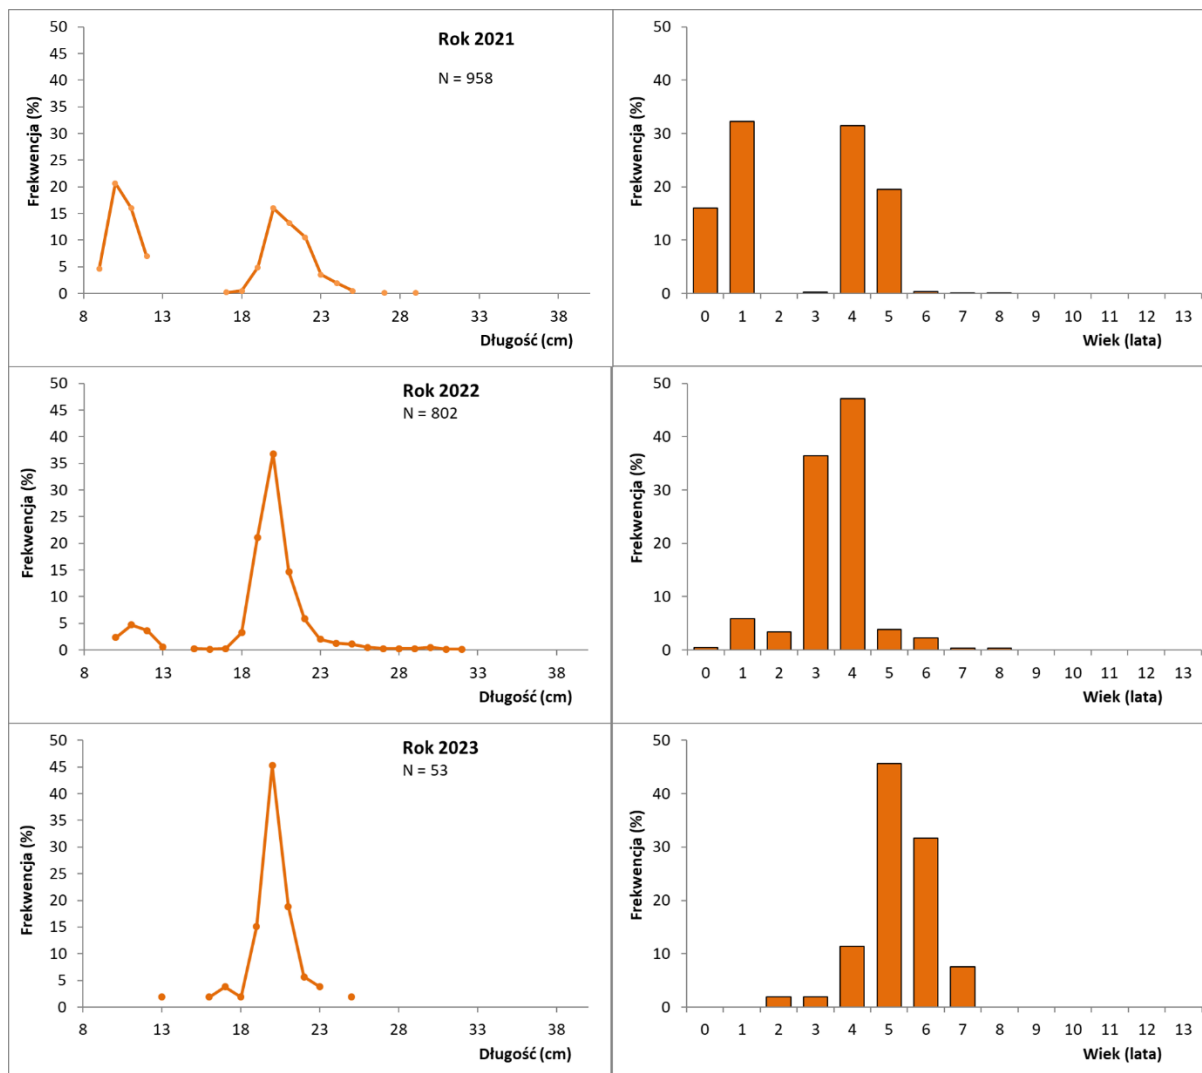 Rok 2021
N = 958
Frekwencja (%)
50
45
40
35
30
25
20
15
10
5
0
8 13 18 23 28 33 38
Długość (cm)
Frekwencja (%)
50
40
30
20
10
0
0 1 2 3 4 5 6 7 8 9 10 11 12 13
Wiek (lata)
Rok 2022
N = 802
Frekwencja (%)
50
45
40
35
30
25
20
15
10
5
0
8 13 18 23 28 33 38
Długość (cm)
Frekwencja (%)
50
40
30
20
10
0
0 1 2 3 4 5 6 7 8 9 10 11 12 13
Wiek (lata)
Rok 2023
N = 53
Frekwencja (%)
50
45
40
35
30
25
20
15
10
5
0
8 13 18 23 28 33 38
Długość (cm)
Frekwencja (%)
50
40
30
20
10
0
0 1 2 3 4 5 6 7 8 9 10 11 12 13
Wiek (lata)